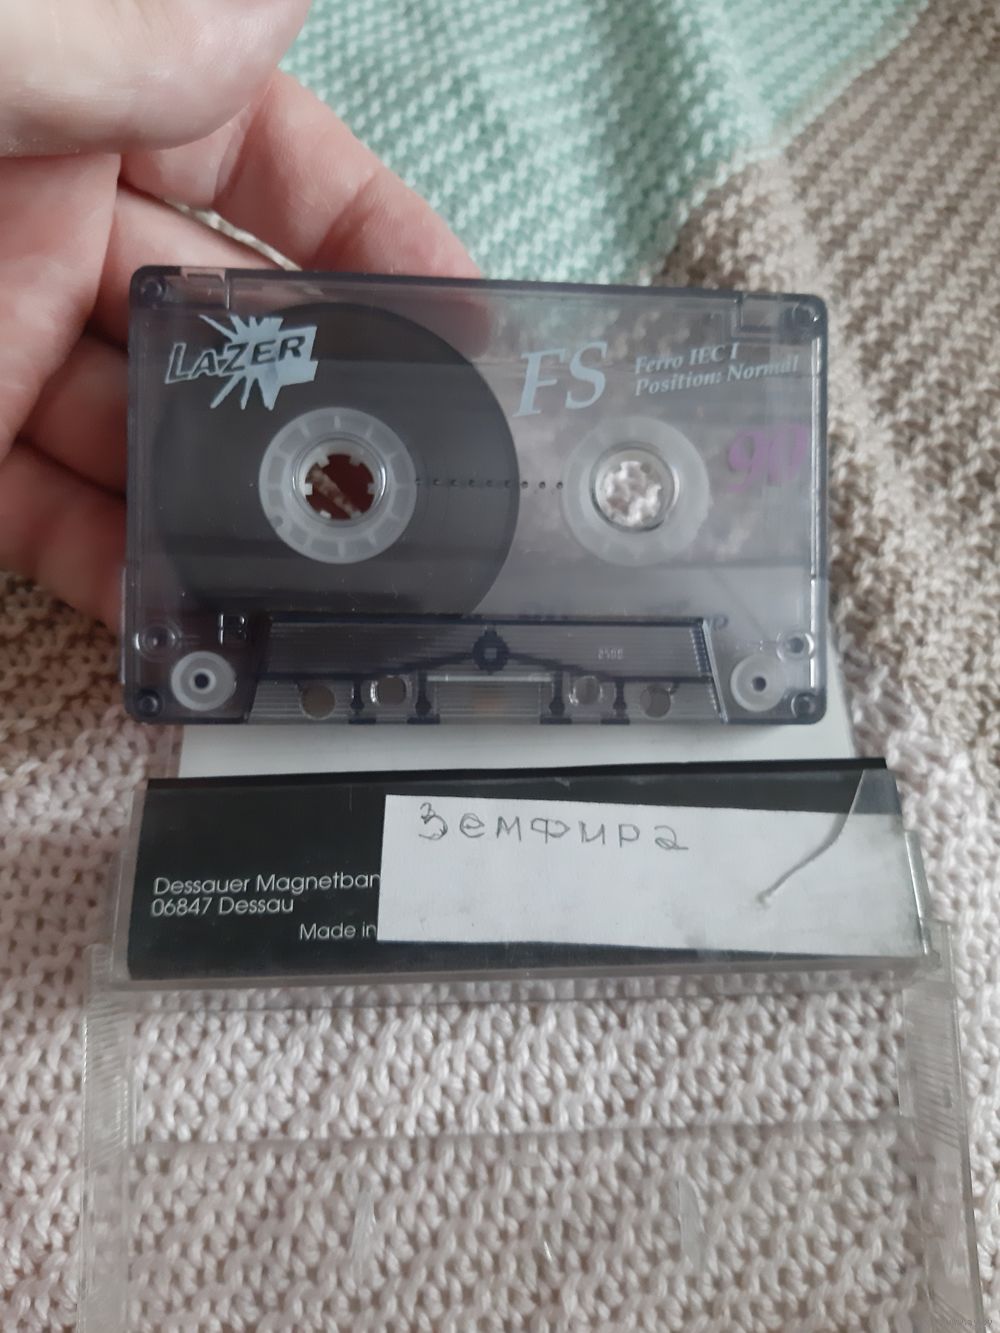 LAZER
FS
Ferro IEC I
Position: Normal
90
B
Земфира
Dessauer Magnetban
06847 Dessau
Made in